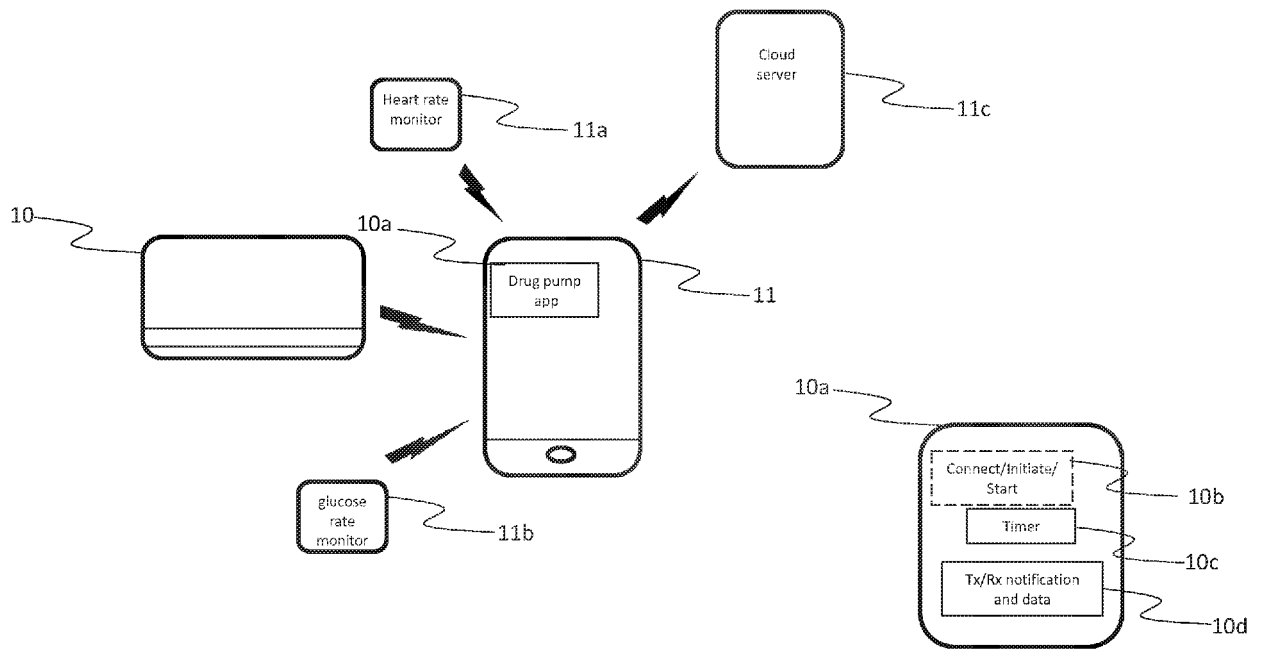 Cloud
server
11c
Heart rate
monitor
11a
10
10a
Drug pump
app
11
10a
Connect/Initiate/
Start
10b
glucose
rate
monitor
11b
Timer
10c
Tx/Rx notification
and data
10d